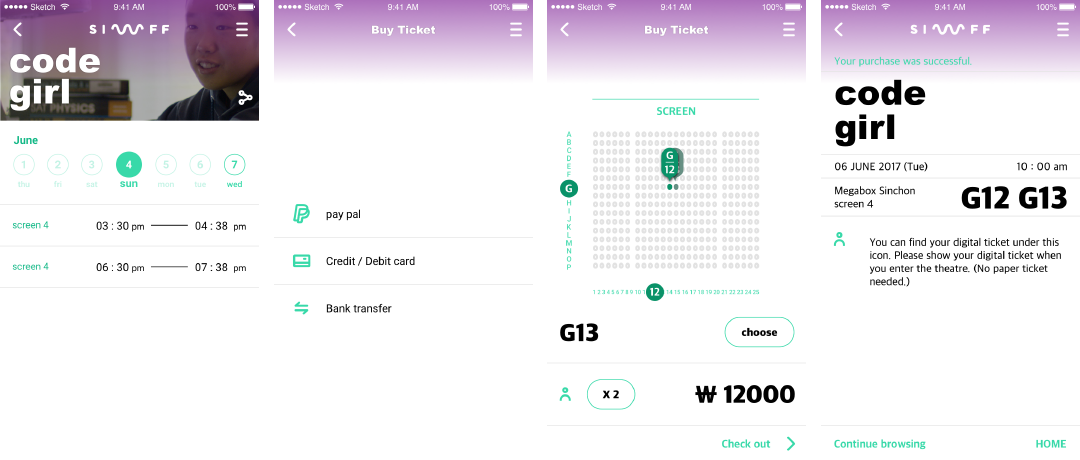 Sketch 9:41 AM 100%
SI FF
code
girl
PHYSICS
June
1 2 3 4 5 6 7
thu fri sat sun mon tue wed
screen 4 03 : 30 pm 04 : 38 pm
screen 4 06 : 30 pm 07 : 38 pm
Sketch 9:41 AM 100%
Buy Ticket
pay pal
Credit / Debit card
Bank transfer
Sketch 9:41 AM 100%
Buy Ticket
SCREEN
A
B
C
D
E
F
G
H
I
J
K
L
M
N
O
P
G
12
1 2 3 4 5 6 7 8 9 10 11 12 14 15 16 17 18 19 20 21 22 23 24 25
G13 choose
X 2 ₩ 12000
Check out
Sketch 9:41 AM 100%
SI FF
Your purchase was successful.
code
girl
06 JUNE 2017 (Tue) 10 : 00 am
Megabox Sinchon
screen 4
G12 G13
You can find your digital ticket under this
icon. Please show your digital ticket when
you enter the theatre. (No paper ticket
needed.)
Continue browsing HOME